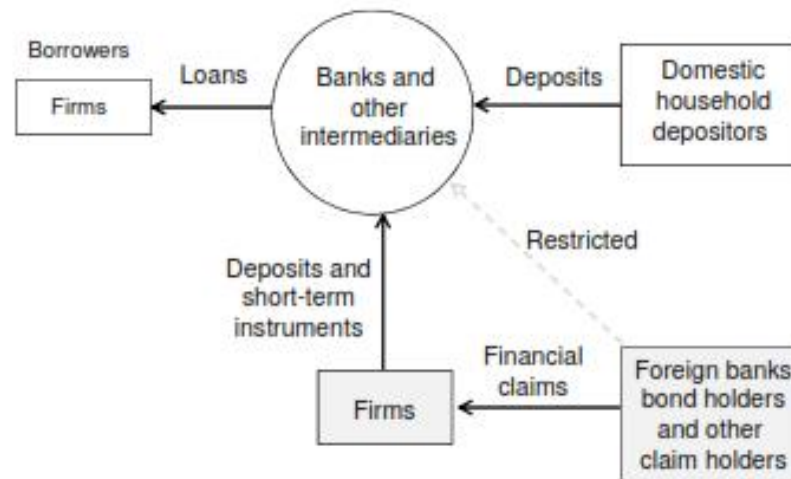 Borrowers
Firms
Loans
Banks and
other
intermediaries
Deposits
Domestic
household
depositors
Restricted
Deposits and
short-term
instruments
Firms
Financial
claims
Foreign banks
bond holders
and other
claim holders